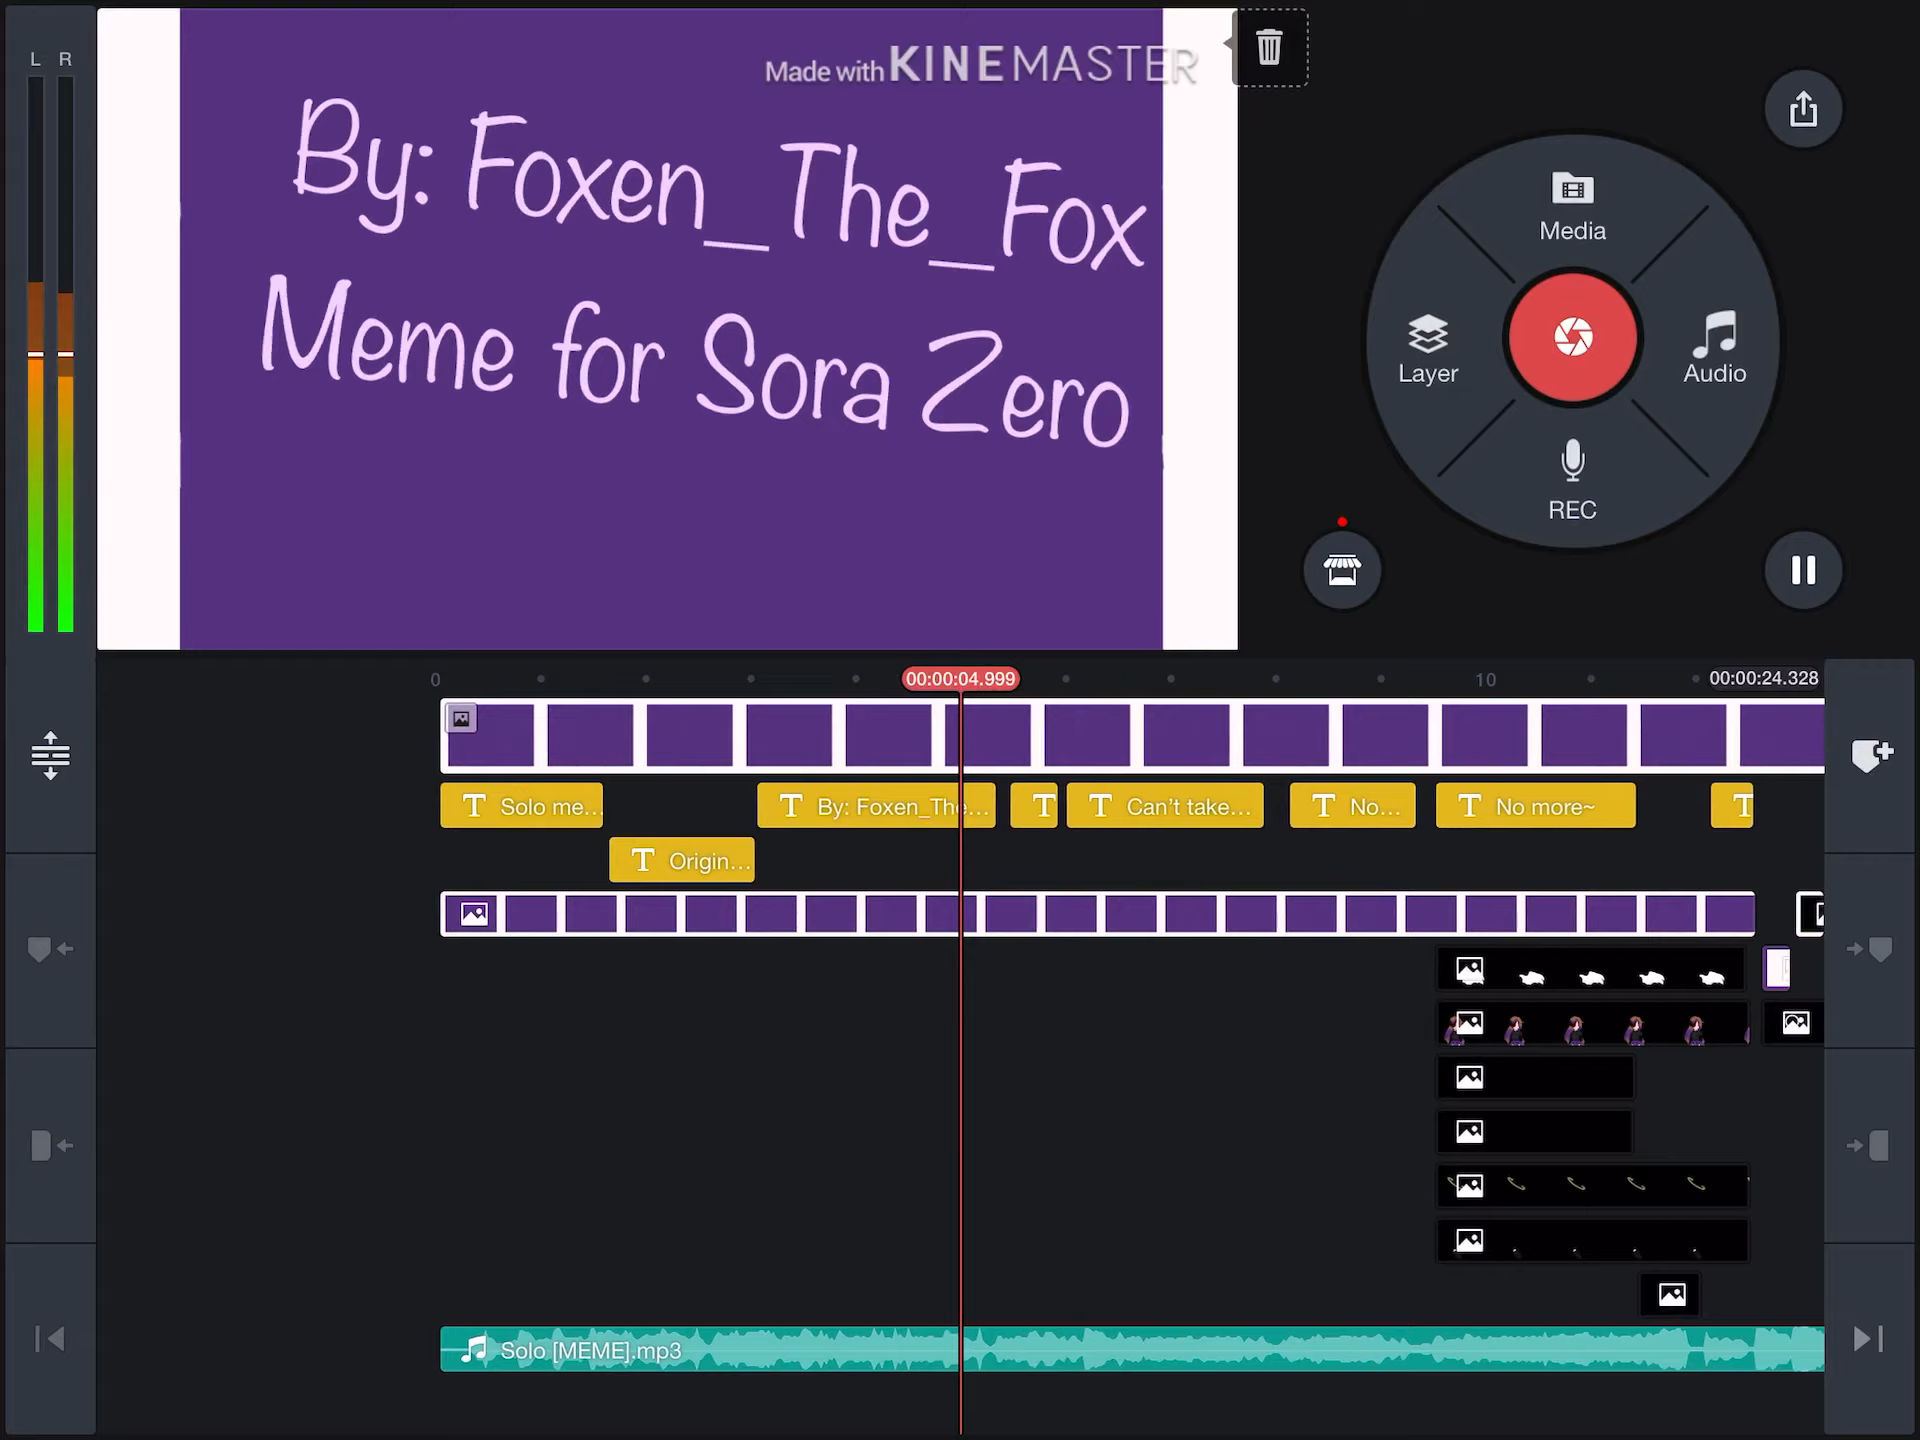 L R
Made with KINEMASTER
By: Foxen_The_Fox
Meme for Sora Zero
Media
Layer
Audio
REC
0
00:00:04.999
10
00:00:24.328
T Solo me...
T By: Foxen_The...
T
T Can't take...
T No...
T No more~
T
T Origin...
Solo [MEME].mp3